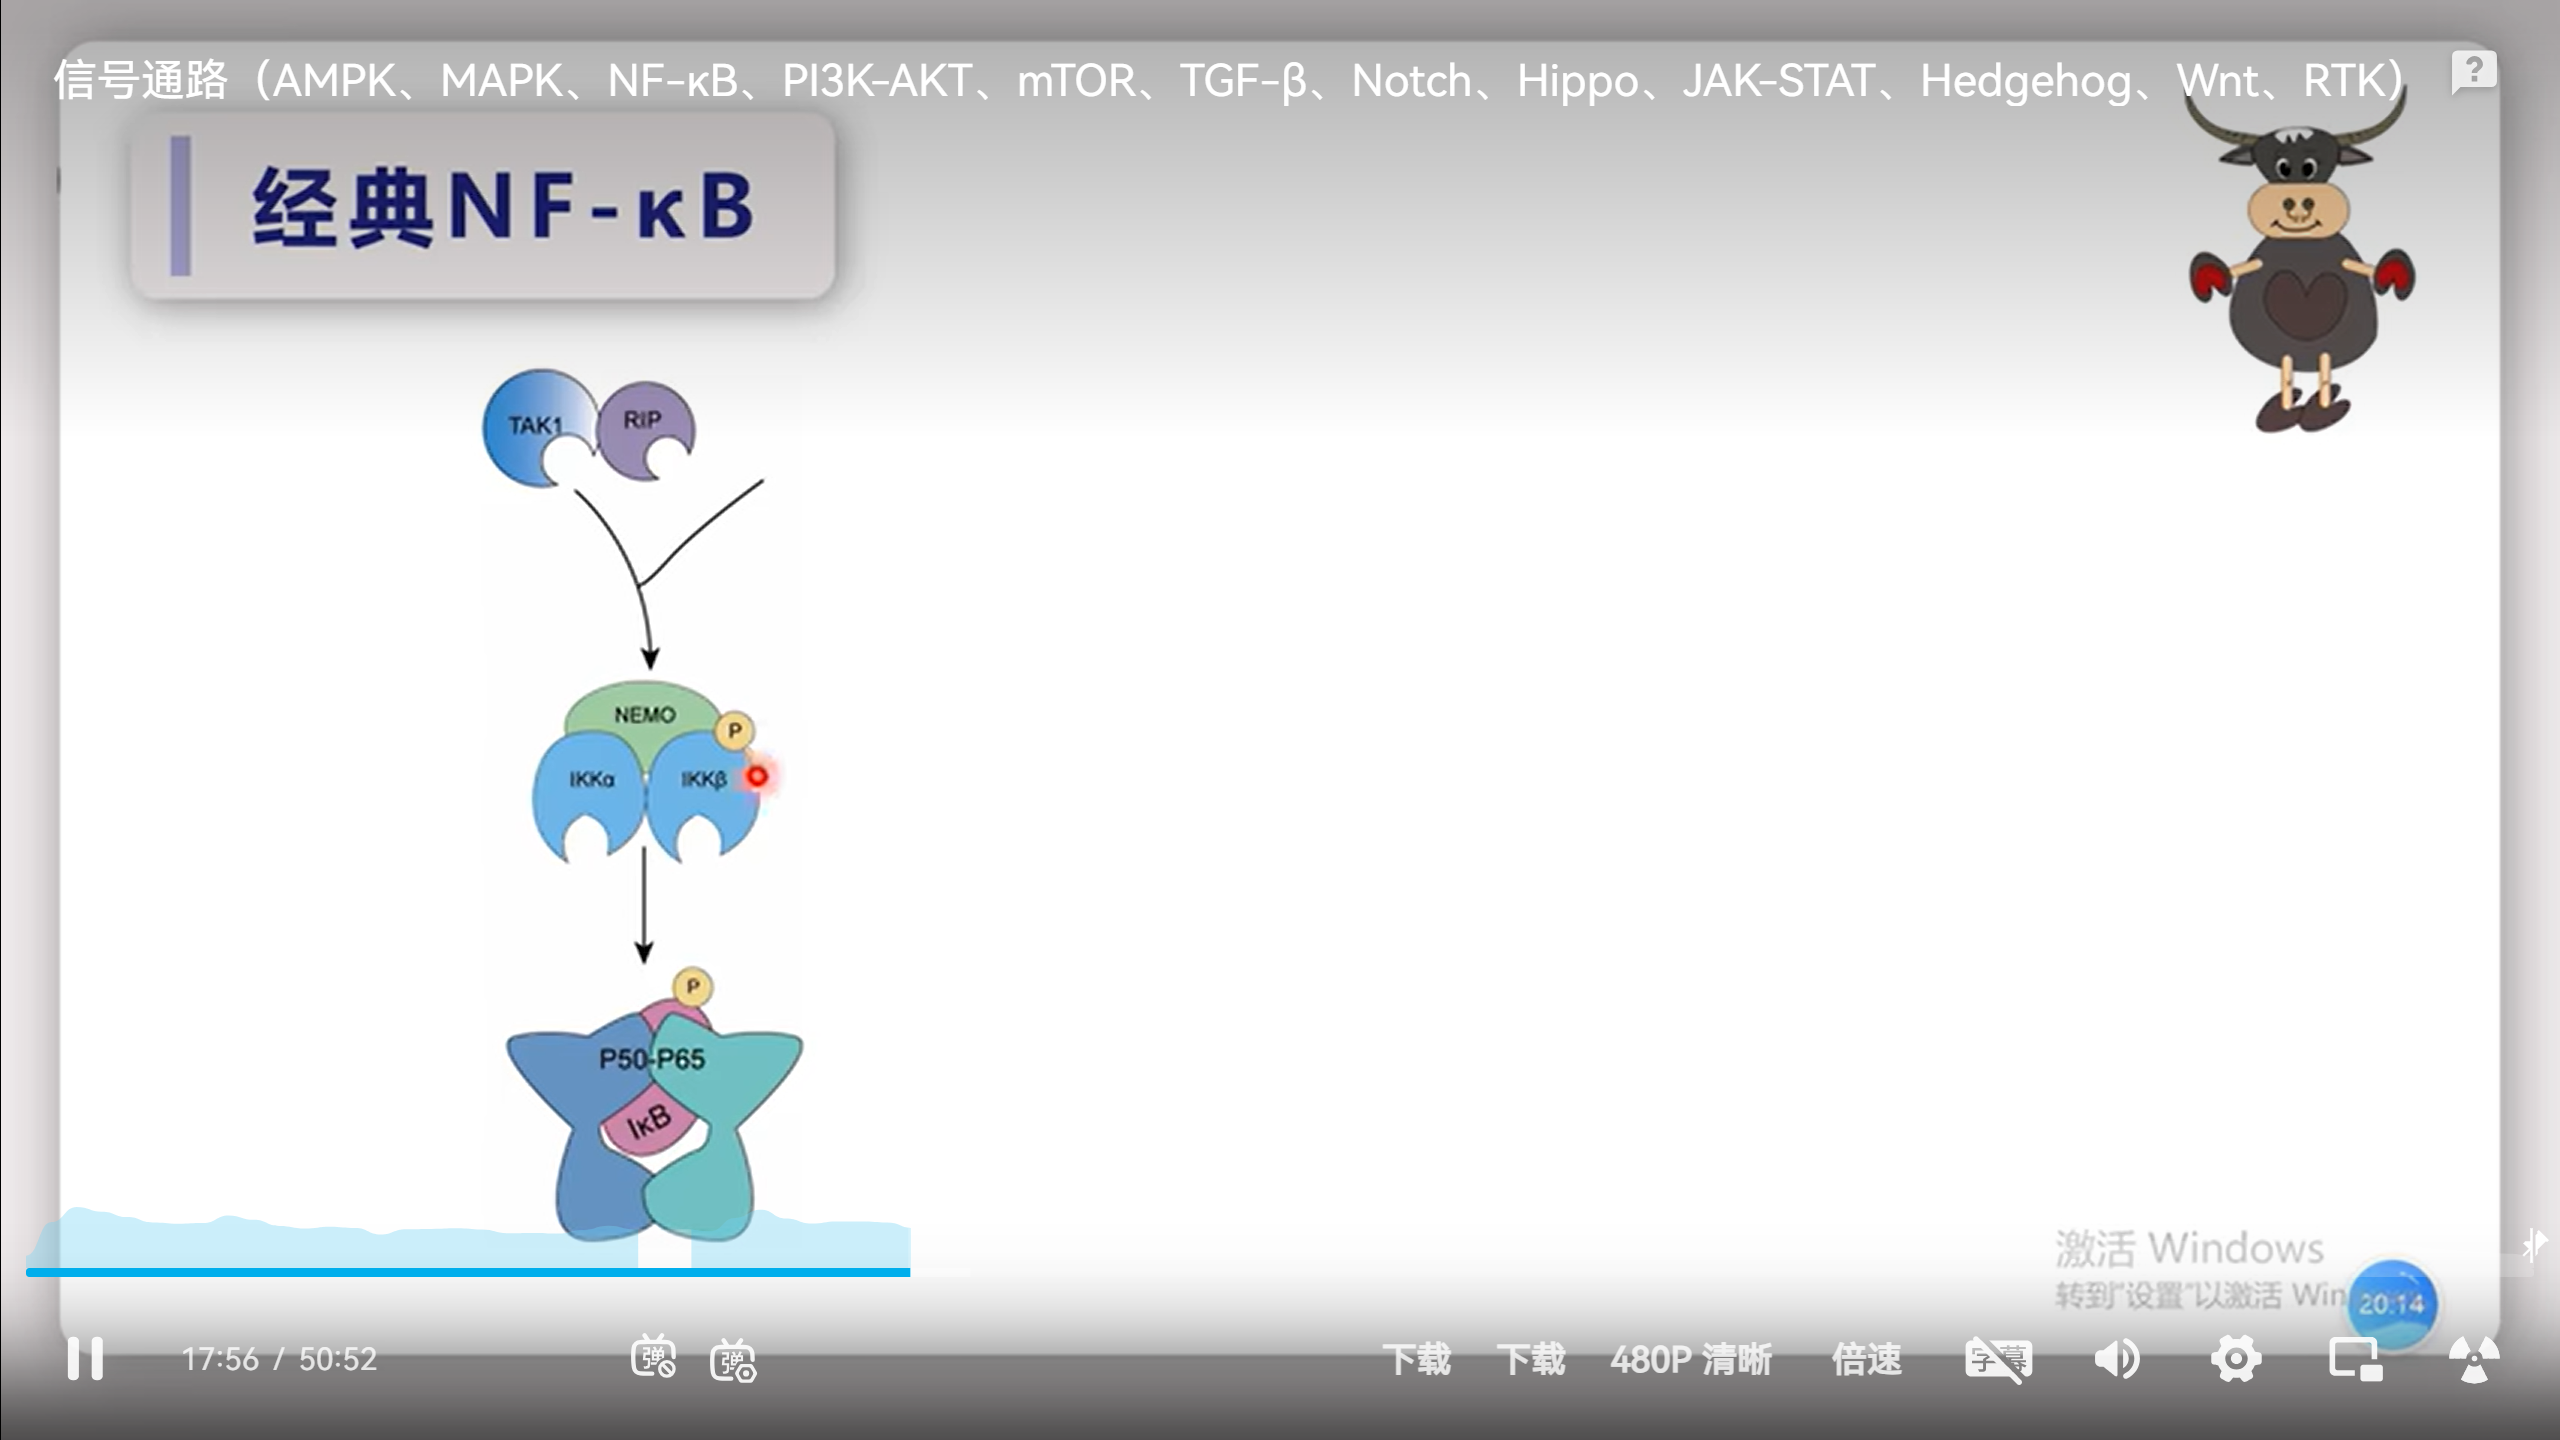 信号通路（AMPK、MAPK、NF-κB、PI3K-AKT、mTOR、TGF-β、Notch、Hippo、JAK-STAT、Hedgehog、Wnt、RTK）
?
经典NF-κB
TAK1
RIP
NEMO
P
IKKα
IKKβ
P
P50-P65
IκB
激活 Windows
转到"设置"以激活 Win
20:14
17:56 / 50:52
弹
弹
下载
下载
480P 清晰
倍速
字幕